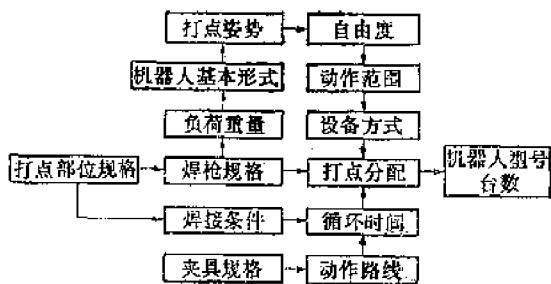 打点姿势
自由度
机器人基本形式
动作范围
负荷重量
设备方式
打点部位规格
焊枪规格
打点分配
机器人型号
台数
焊接条件
循环时间
夹具规格
动作路线